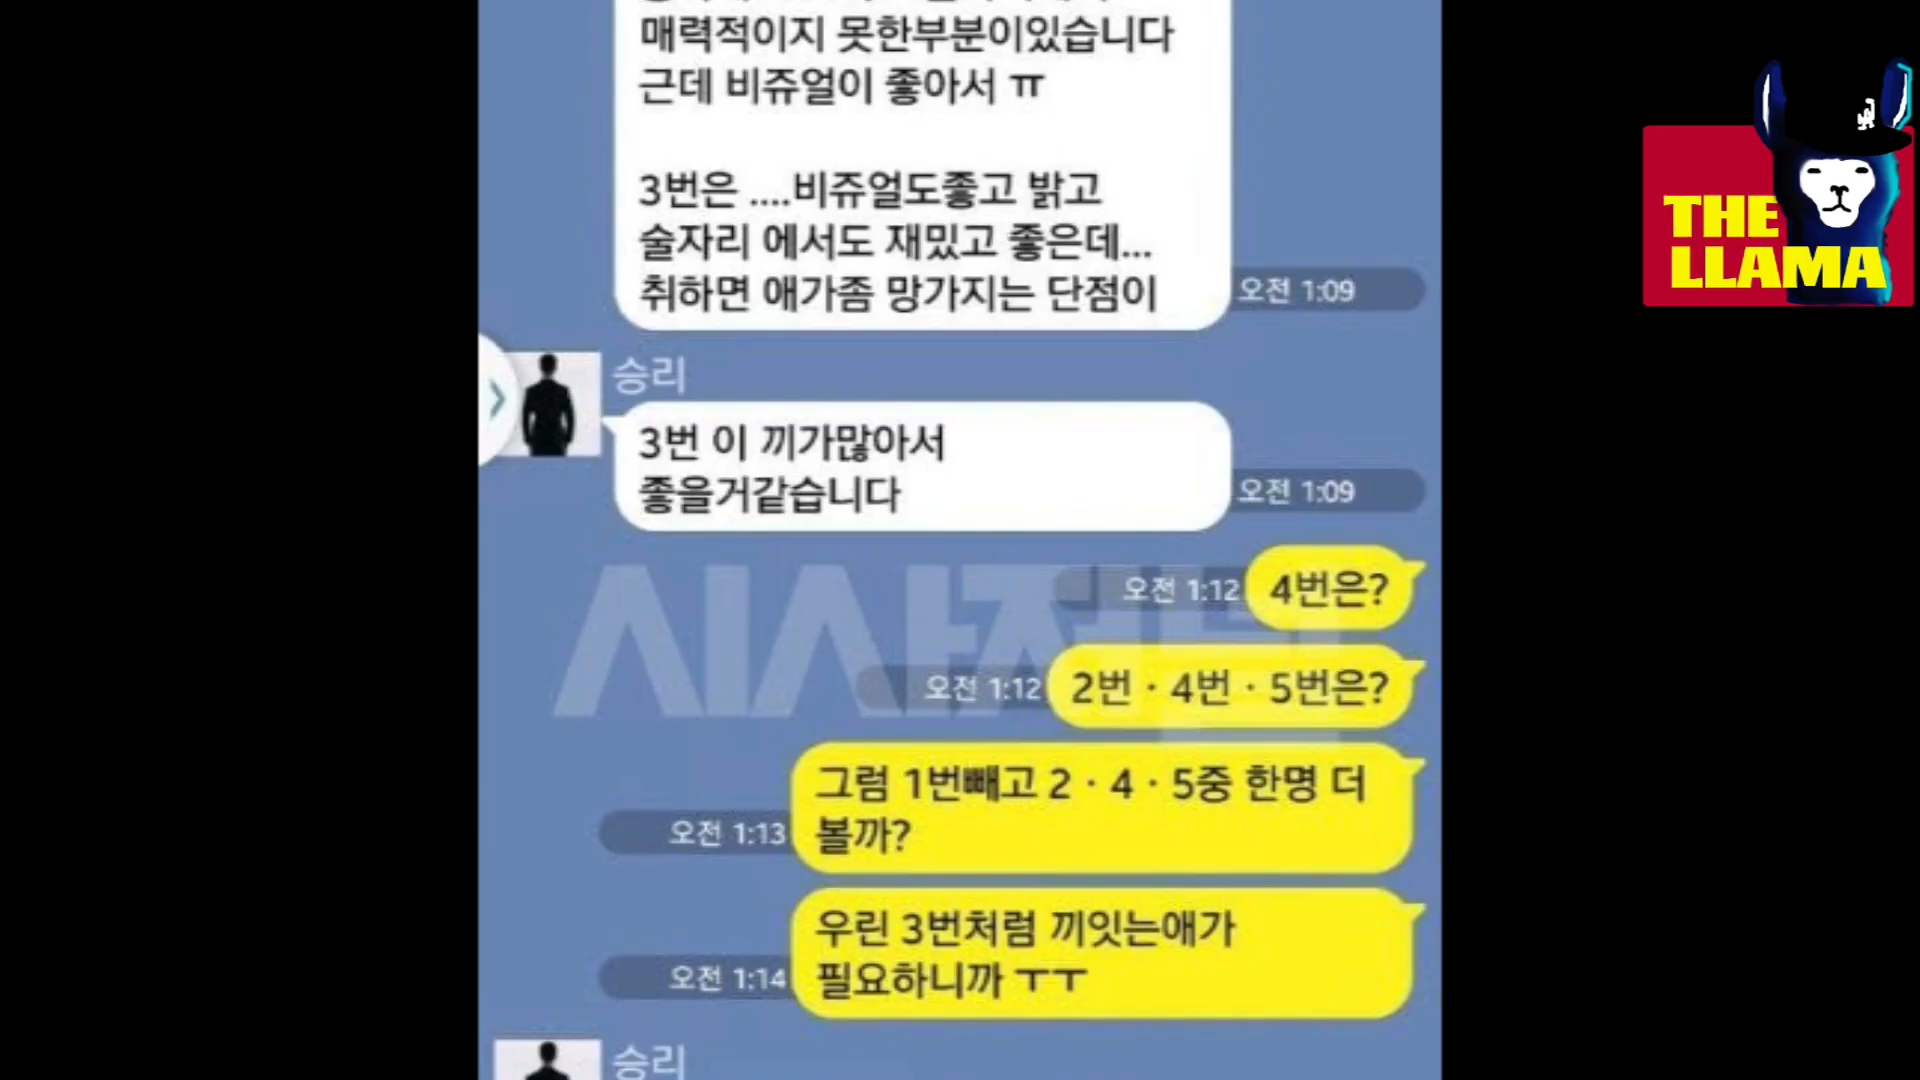 매력적이지 못한부분이있습니다
근데 비쥬얼이 좋아서 ㅠ
3번은 ....비쥬얼도좋고 밝고
술자리 에서도 재밌고 좋은데...
취하면 애가좀 망가지는 단점이
오전 1:09
승리
3번 이 끼가많아서
좋을거같습니다
오전 1:09
오전 1:12
4번은?
오전 1:12
2번·4번·5번은?
그럼 1번빼고 2·4·5중 한명 더
볼까?
오전 1:13
우린 3번처럼 끼잇는애가
필요하니까 ㅜㅜ
오전 1:14
승리
시사저널
THE
LLAMA